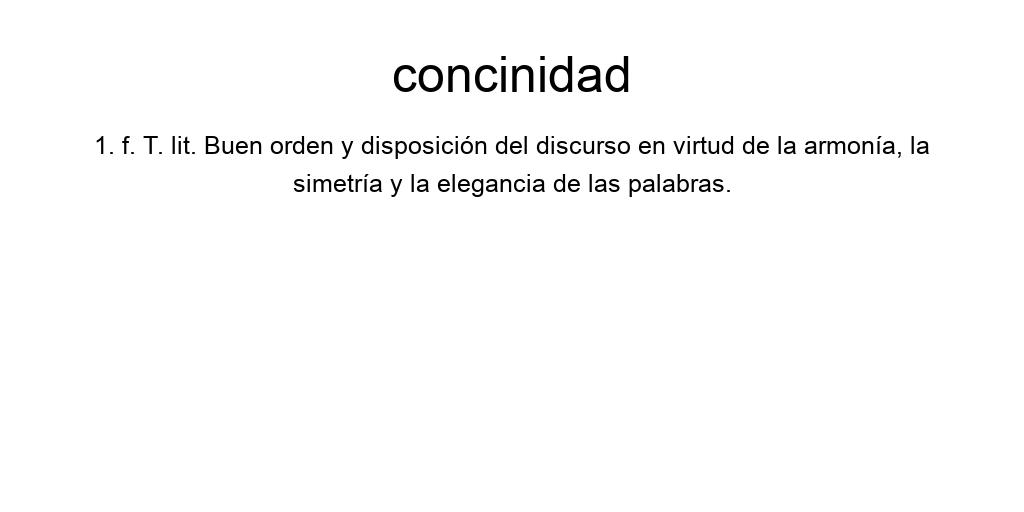 concinidad
1. f. T. lit. Buen orden y disposición del discurso en virtud de la armonía, la
simetría y la elegancia de las palabras.